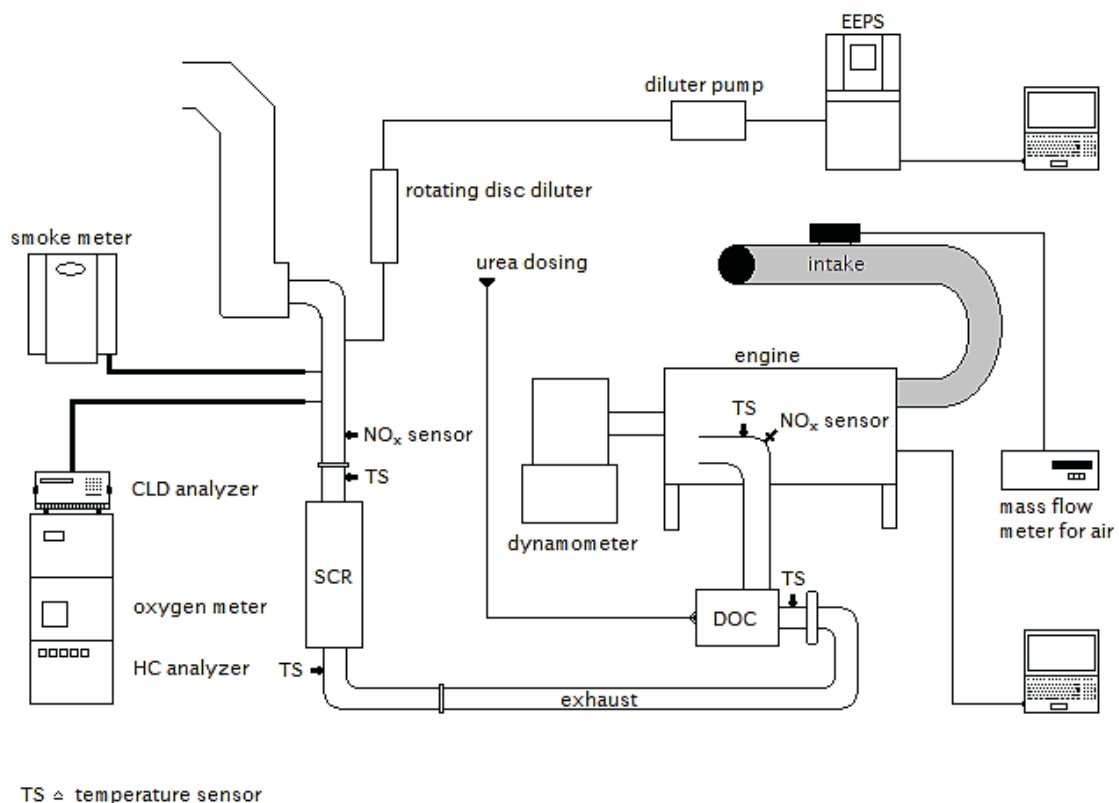 EEPS
diluter pump
rotating disc diluter
smoke meter
urea dosing
intake
engine
TS
NOx sensor
NOx sensor
TS
CLD analyzer
mass flow
meter for air
dynamometer
SCR
TS
oxygen meter
DOC
HC analyzer
TS
exhaust
TS ≙ temperature sensor